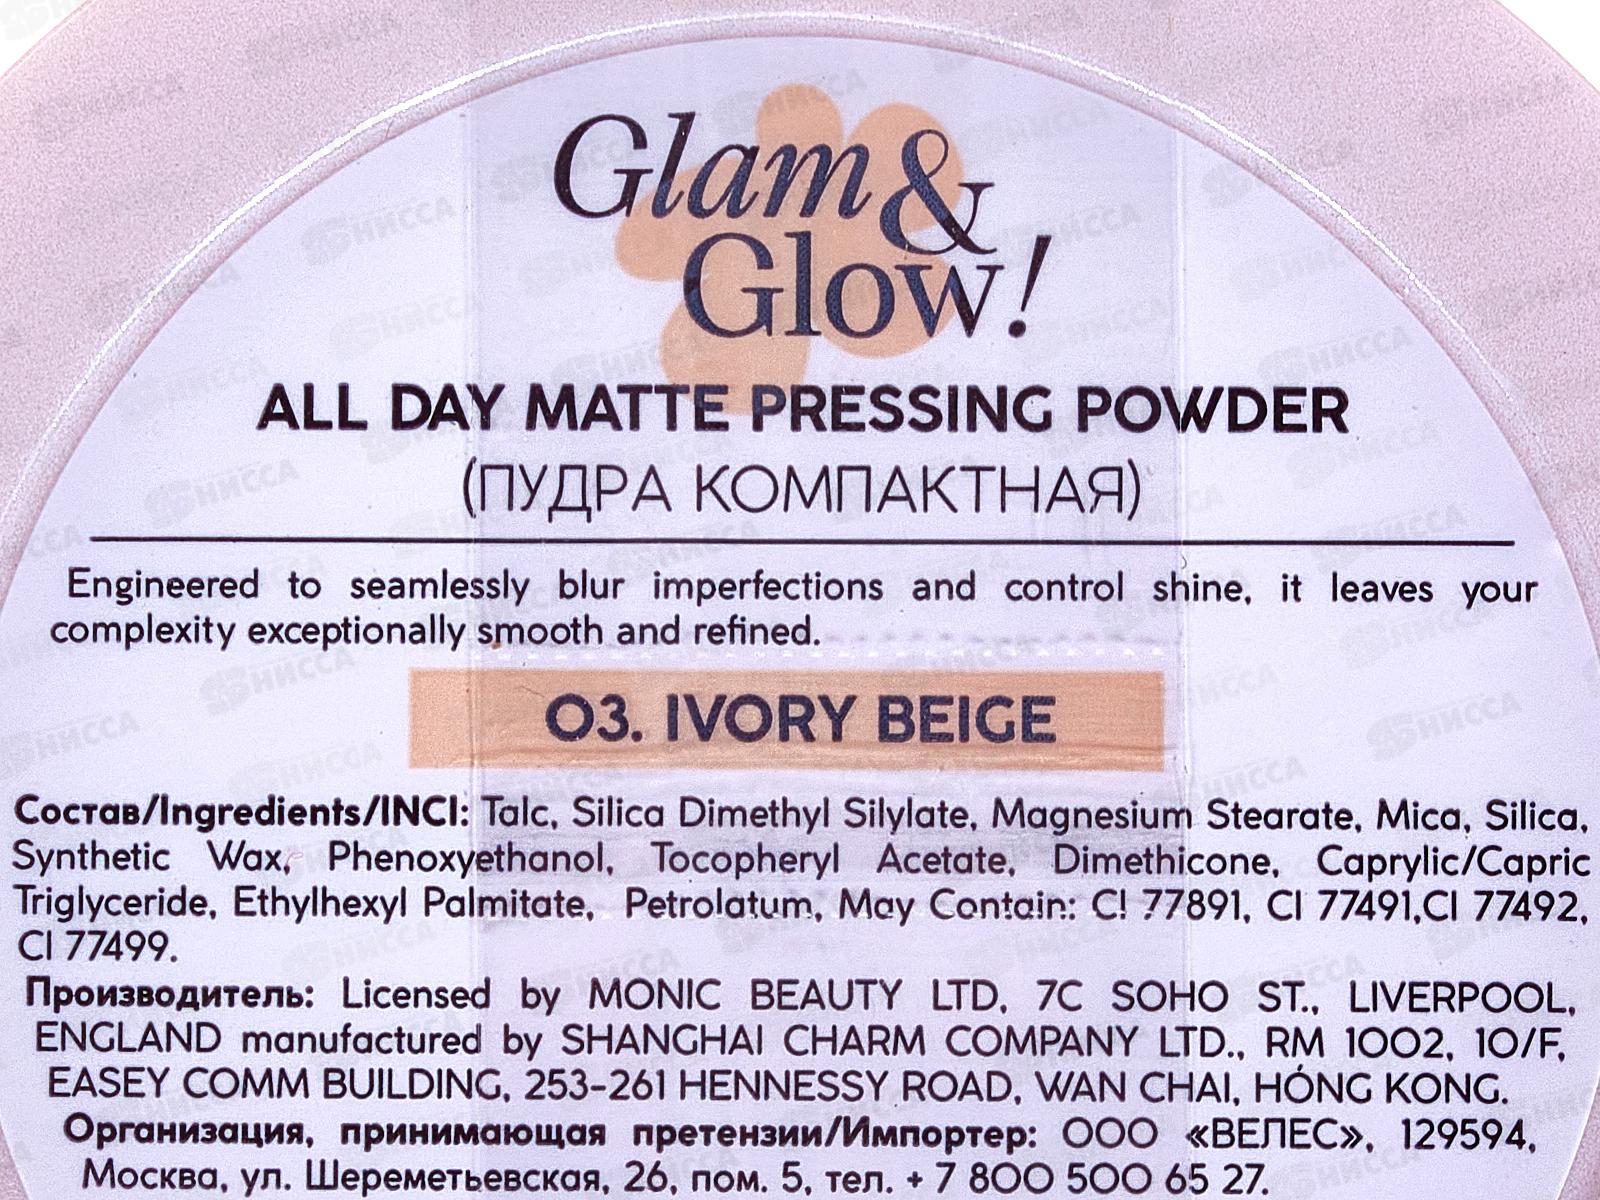 Glam &
Glow!
ALL DAY MATTE PRESSING POWDER
(ПУДРА КОМПАКТНАЯ)
Engineered to seamlessly blur imperfections and control shine, it leaves your
complexity exceptionally smooth and refined.
03. IVORY BEIGE
Состав/Ingredients/INCI: Talc, Silica Dimethyl Silylate, Magnesium Stearate, Mica, Silica,
Synthetic Wax, Phenoxyethanol, Tocopheryl Acetate, Dimethicone, Caprylic/Capric
Triglyceride, Ethylhexyl Palmitate, Petrolatum, May Contain: CI 77891, CI 77491,CI 77492,
CI 77499.
Производитель: Licensed by MONIC BEAUTY LTD, 7C SOHO ST., LIVERPOOL,
ENGLAND manufactured by SHANGHAI CHARM COMPANY LTD., RM 1002, 10/F,
EASEY COMM BUILDING, 253-261 HENNESSY ROAD, WAN CHAI, HÓNG KONG.
Организация, принимающая претензии/Импортер: ООО «ВЕЛЕС», 129594,
Москва, ул. Шереметьевская, 26, пом. 5, тел. + 7 800 500 65 27.